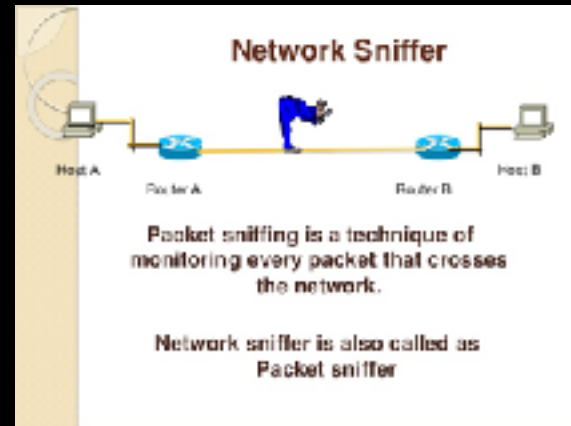 Network Sniffer
Host A
Router A
Router B
Host B
Packet sniffing is a technique of
monitoring every packet that crosses
the network.
Network sniffer is also called as
Packet sniffer